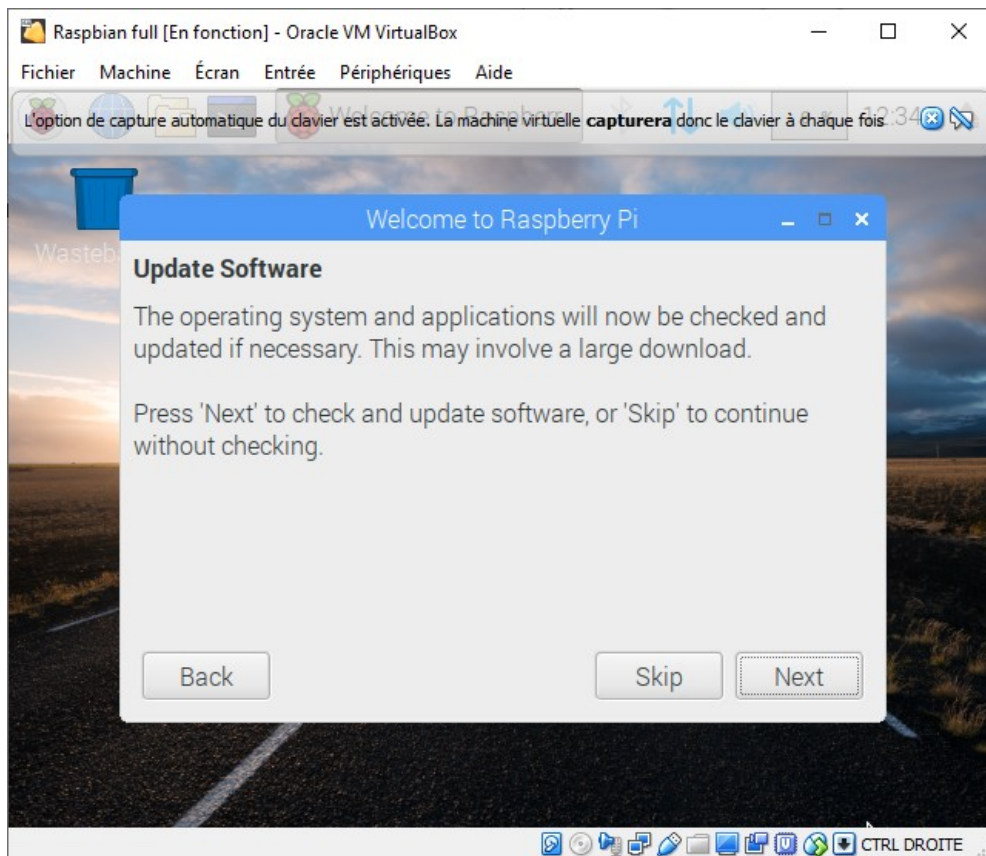 Raspbian full [En fonction] - Oracle VM VirtualBox
Fichier Machine Écran Entrée Périphériques Aide
L'option de capture automatique du clavier est activée. La machine virtuelle capturera donc le clavier à chaque fois
Welcome to Raspberry Pi
Update Software
The operating system and applications will now be checked and
updated if necessary. This may involve a large download.
Press 'Next' to check and update software, or 'Skip' to continue
without checking.
Back Skip Next
CTRL DROITE